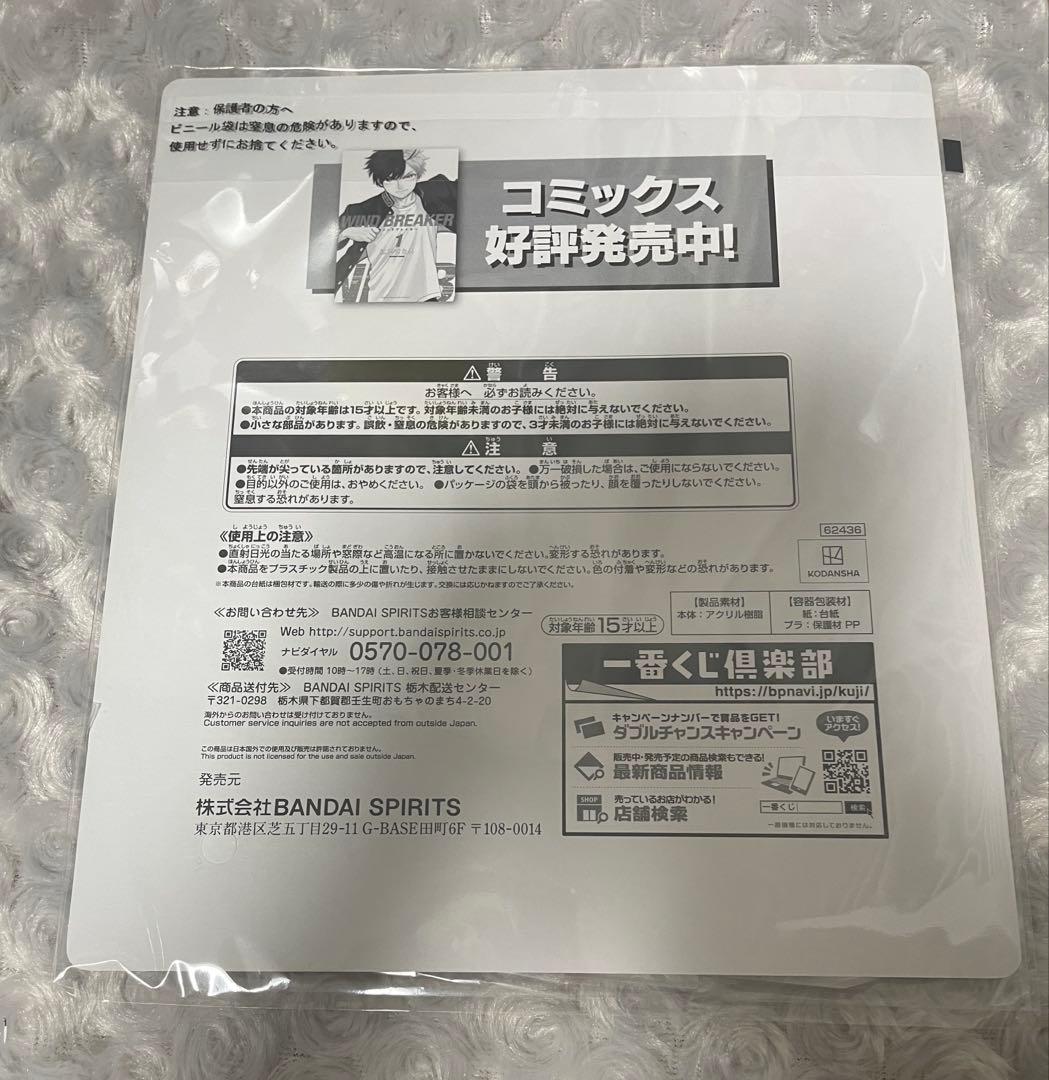 注意：保護者の方へ
ビニール袋は窒息の危険がありますので、
使用せずにお捨てください。
WIND BREAKER
1
コミックス
好評発売中!
⚠警告
お客様へ 必ずお読みください。
●本商品の対象年齢は15才以上です。対象年齢未満のお子様には絶対に与えないでください。
●小さな部品があります。誤飲・窒息の危険がありますので、3才未満のお子様には絶対に与えないでください。
⚠注意
●先端が尖っている箇所がありますので、注意してください。 ●万一破損した場合は、ご使用にならないでください。
●目的以外のご使用は、おやめください。 ●パッケージの袋を頭から被ったり、顔を覆ったりしないでください。
窒息する恐れがあります。
《使用上の注意》
●直射日光の当たる場所や窓際など高温になる所に置かないでください。変形する恐れがあります。
●本商品をプラスチック製品の上に置いたり、接触させたままにしないでください。色の付着や変形などの恐れがあります。
※本商品の台紙は梱包材です。輸送の際に多少の傷や折れが生じます。交換には応じかねますのでご了承ください。
62436
KODANSHA
≪お問い合わせ先≫ BANDAI SPIRITSお客様相談センター
Web http://support.bandaispirits.co.jp
ナビダイヤル 0570-078-001
●受付時間 10時～17時 (土、日、祝日、夏季・冬季休業日を除く)
≪商品送付先≫ BANDAI SPIRITS 栃木配送センター
〒321-0298 栃木県下都賀郡壬生町おもちゃのまち4-2-20
海外からのお問い合わせは受け付けておりません。
Customer service inquiries are not accepted from outside Japan.
この商品は日本国外での使用及び販売は許諾されておりません。
This product is not licensed for the use and sale outside Japan.
発売元
株式会社BANDAI SPIRITS
東京都港区芝五丁目29-11 G-BASE田町6F 〒108-0014
対象年齢15才以上
【製品素材】
本体：アクリル樹脂
【容器包装材】
紙：台紙
プラ：保護材 PP
一番くじ倶楽部
https://bpnavi.jp/kuji/
キャンペーンナンバーで賞品をGET!
ダブルチャンスキャンペーン
いますぐ
アクセス!
販売中・発売予定の商品検索もできる!
最新商品情報
SHOP
売っているお店がわかる!
店舗検索
一番くじ 検索
一部機種には対応しておりません。